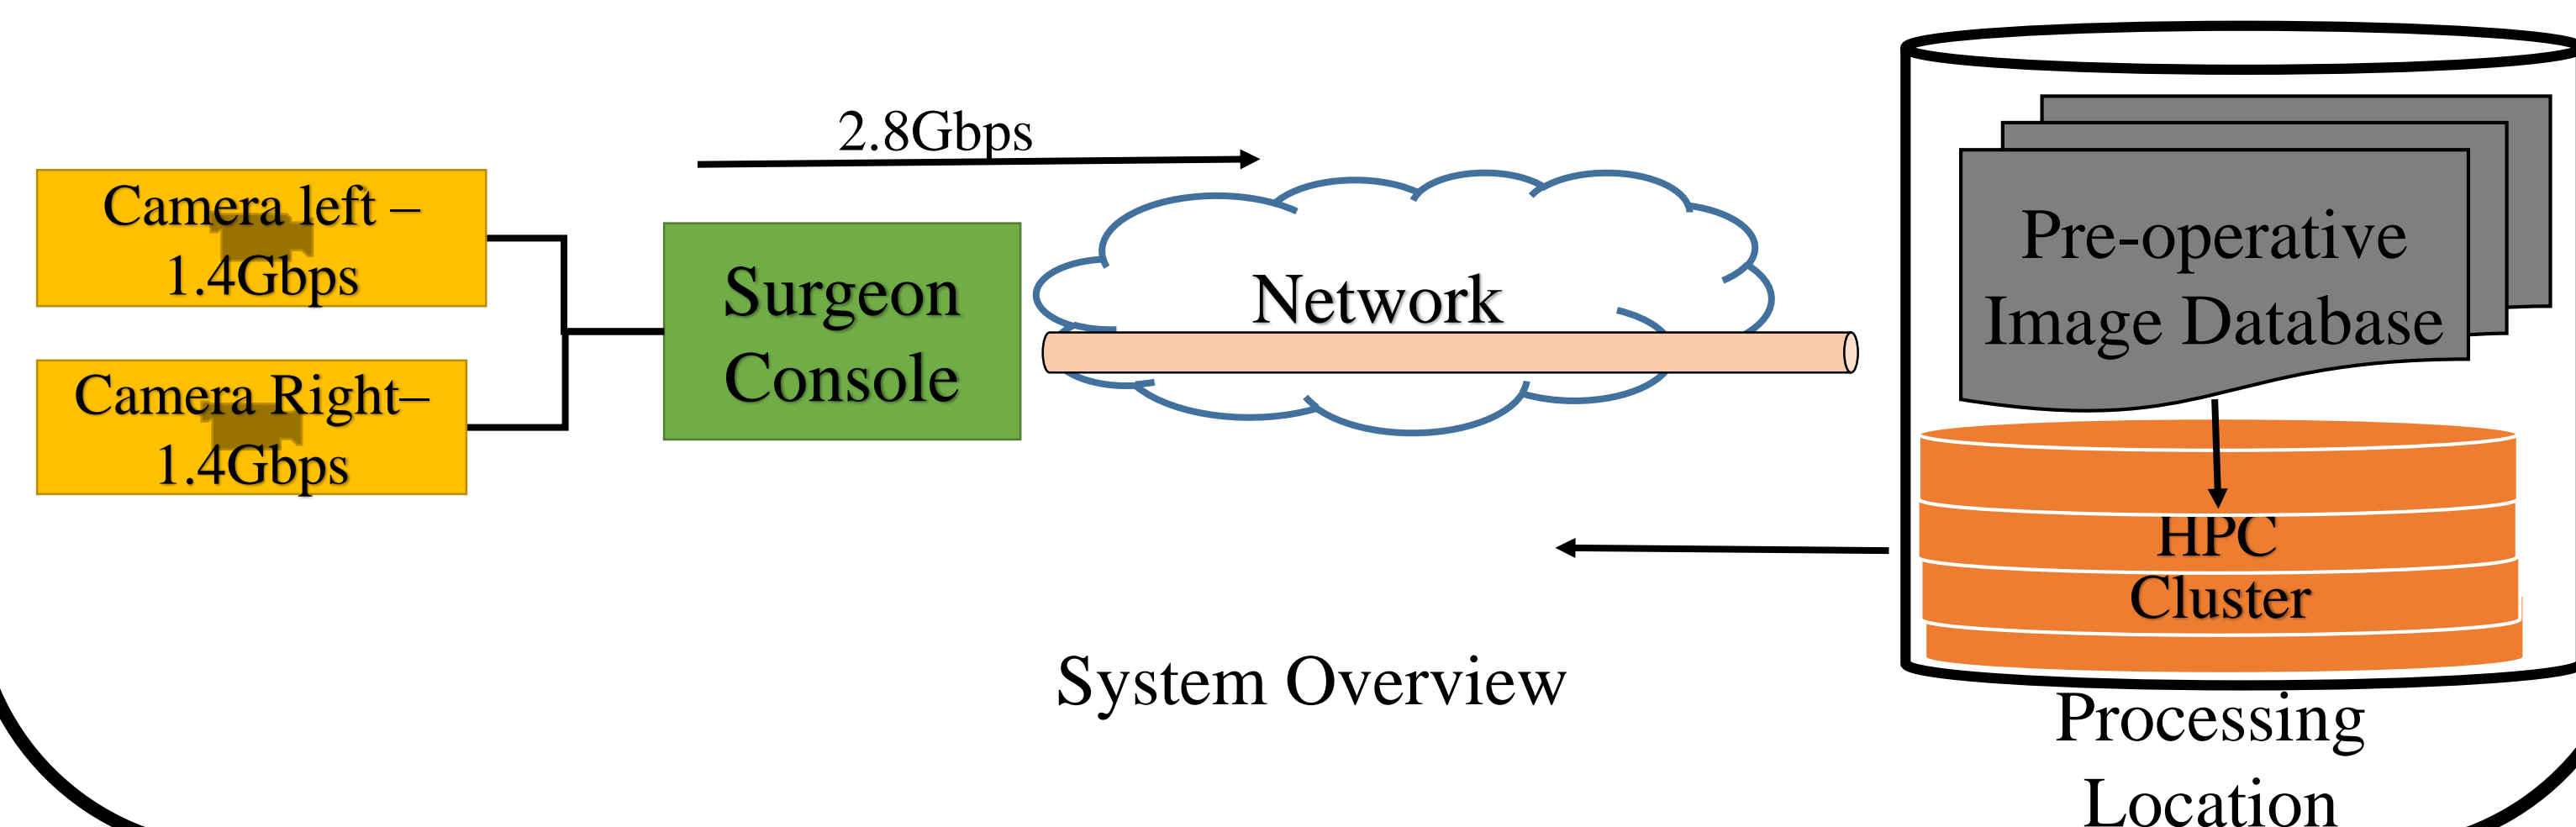 2.8Gbps
Camera left –
1.4Gbps
Camera Right–
1.4Gbps
Surgeon
Console
Network
Pre-operative
Image Database
HPC
Cluster
System Overview
Processing
Location